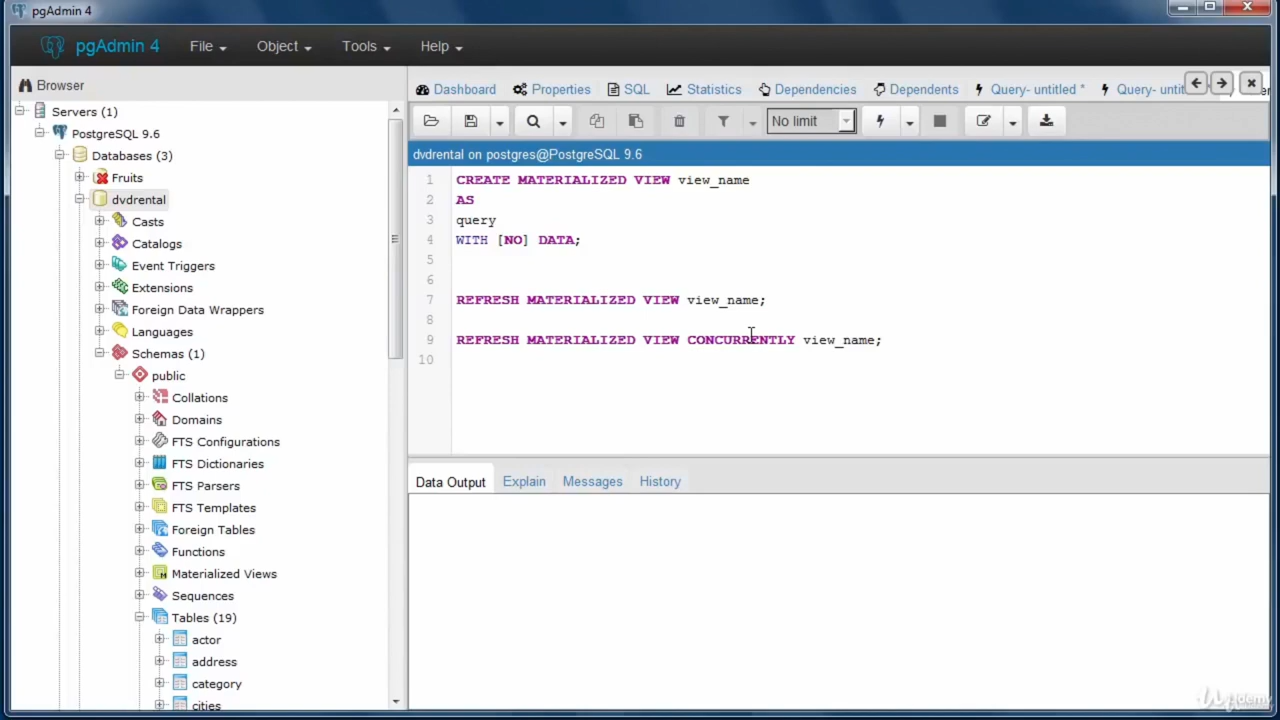 pgAdmin 4
pgAdmin 4 File Object Tools Help
Browser
Servers (1)
PostgreSQL 9.6
Databases (3)
Fruits
dvdrental
Casts
Catalogs
Event Triggers
Extensions
Foreign Data Wrappers
Languages
Schemas (1)
public
Collations
Domains
FTS Configurations
FTS Dictionaries
FTS Parsers
FTS Templates
Foreign Tables
Functions
Materialized Views
Sequences
Tables (19)
actor
address
category
cities
Dashboard Properties SQL Statistics Dependencies Dependents Query- untitled * Query- unti
No limit
dvdrental on postgres@PostgreSQL 9.6
1 CREATE MATERIALIZED VIEW view_name
2 AS
3 query
4 WITH [NO] DATA;
5
6
7 REFRESH MATERIALIZED VIEW view_name;
8
9 REFRESH MATERIALIZED VIEW CONCURRENTLY view_name;
10
Data Output Explain Messages History
Udemy